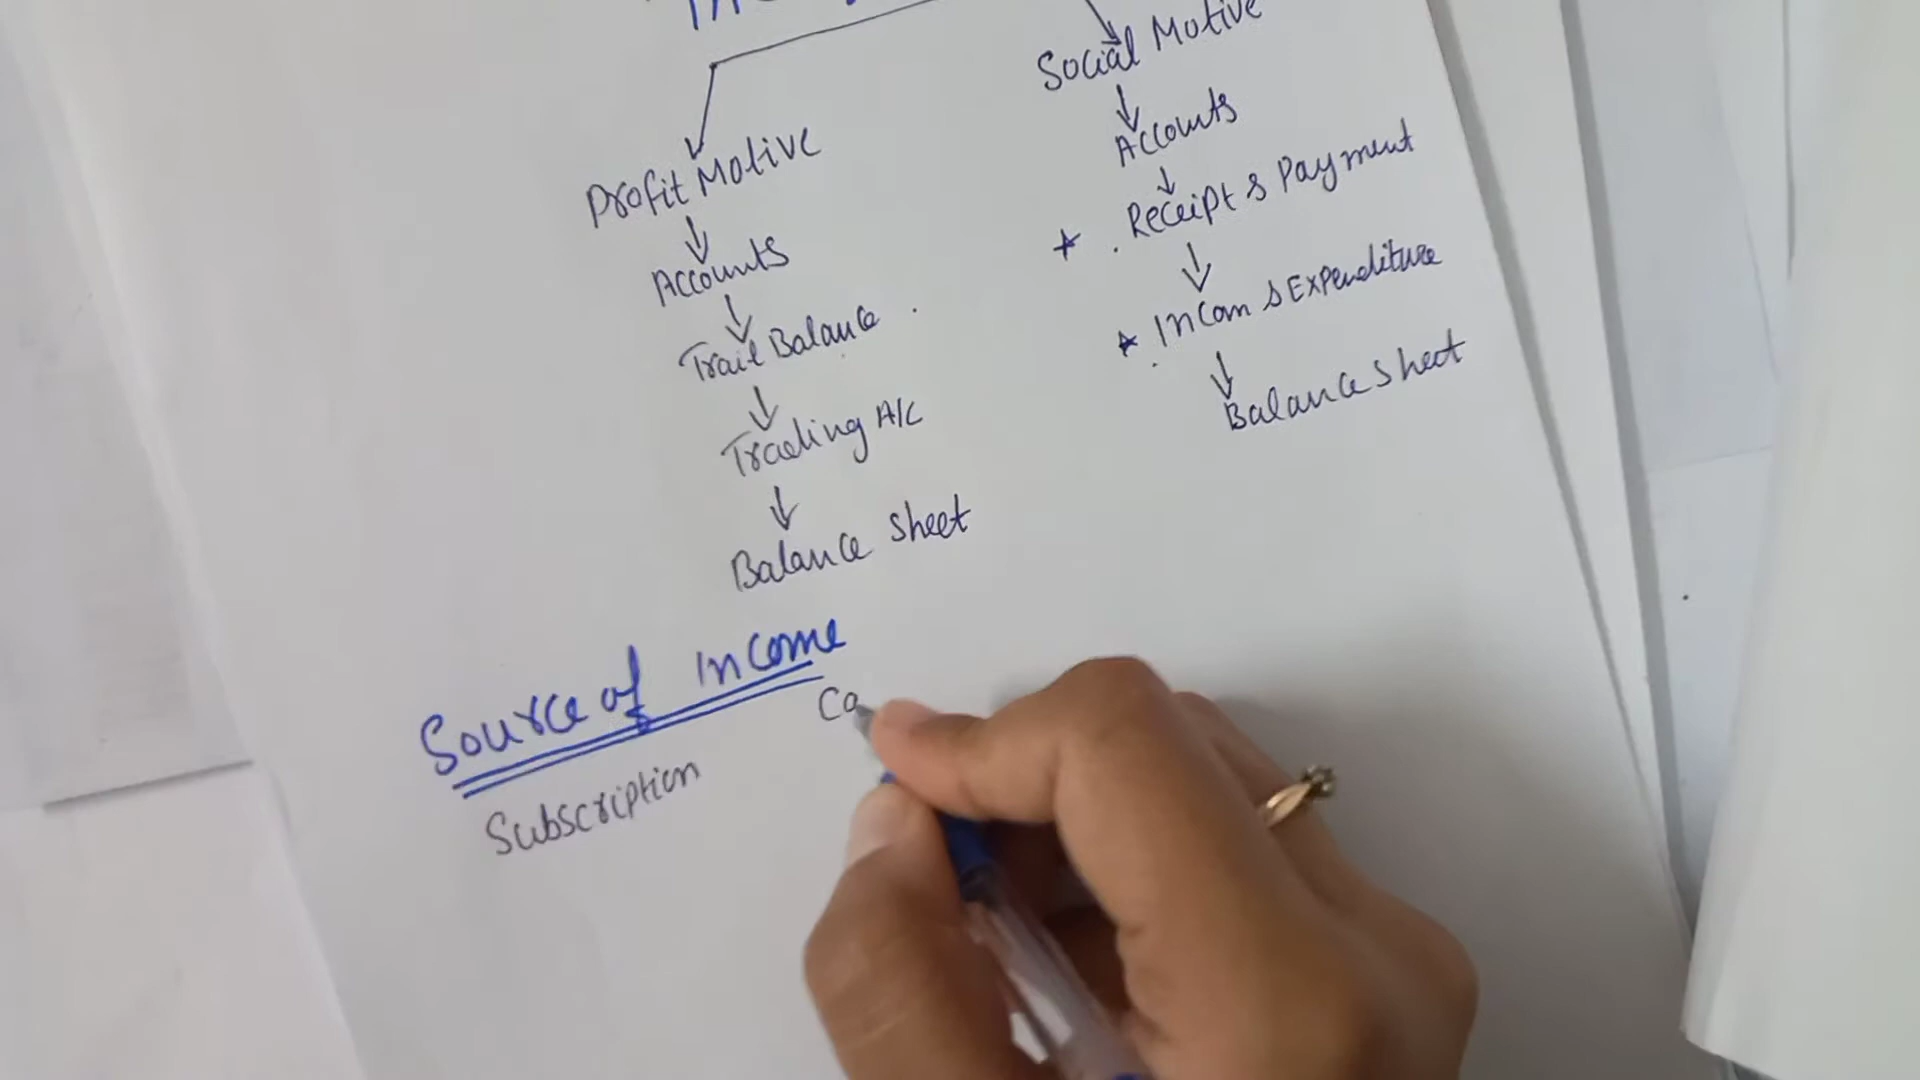 Profit Motive
Accounts
Trail Balance
Trading A/C
Balance Sheet
Social Motive
Accounts
Receipt & Payment
Incom & Expenditure
Balance Sheet
Source of Income
Subscription
Ca